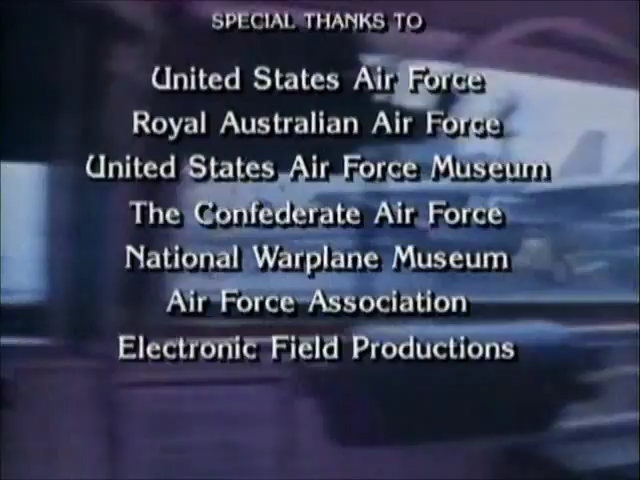 SPECIAL THANKS TO
United States Air Force
Royal Australian Air Force
United States Air Force Museum
The Confederate Air Force
National Warplane Museum
Air Force Association
Electronic Field Productions